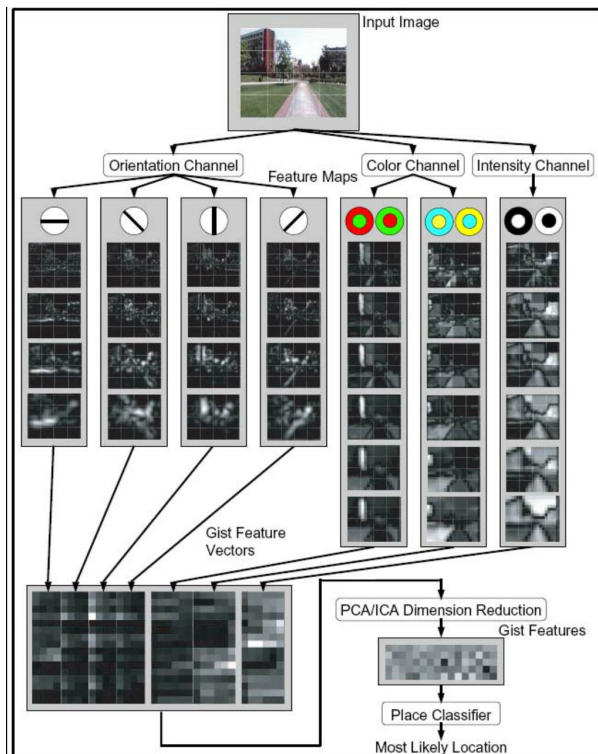 Input Image
Orientation Channel
Color Channel
Intensity Channel
Feature Maps
Gist Feature
Vectors
PCA/ICA Dimension Reduction
Gist Features
Place Classifier
Most Likely Location